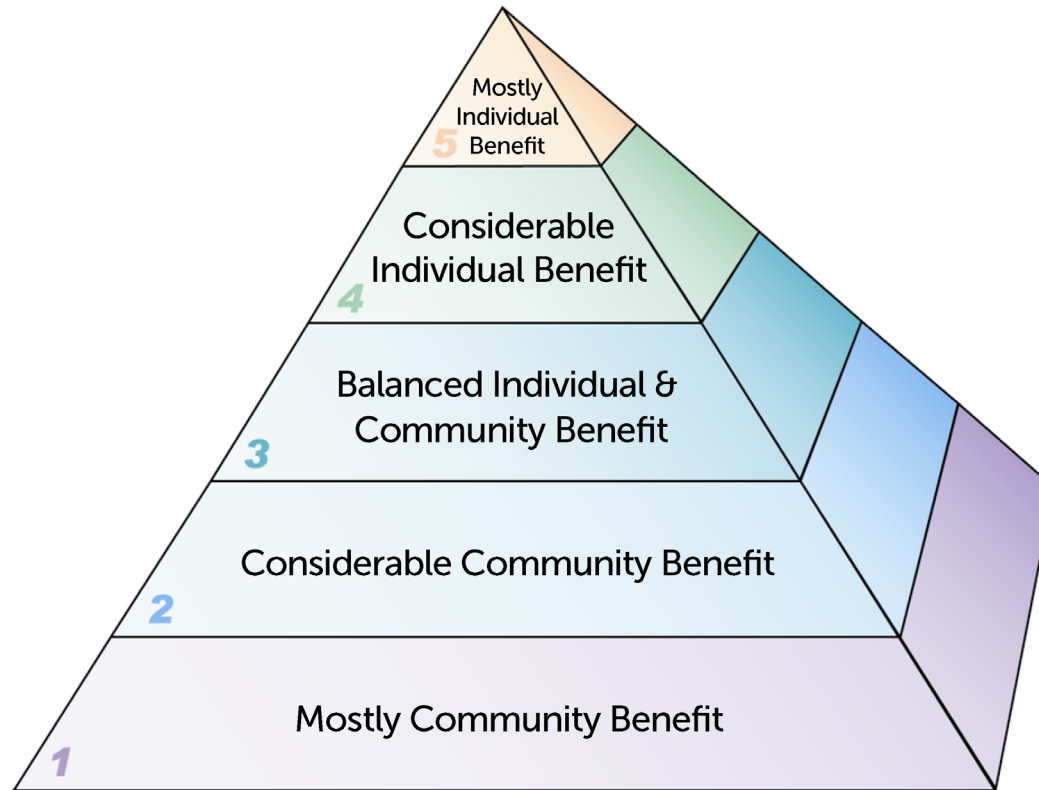 Mostly
Individual
Benefit
5
Considerable
Individual Benefit
4
Balanced Individual &
Community Benefit
3
Considerable Community Benefit
2
Mostly Community Benefit
1